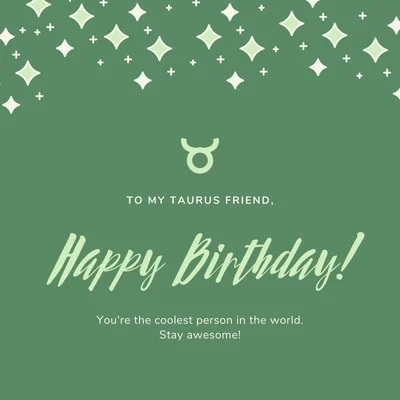 TO MY TAURUS FRIEND,
Happy Birthday!
You're the coolest person in the world.
Stay awesome!